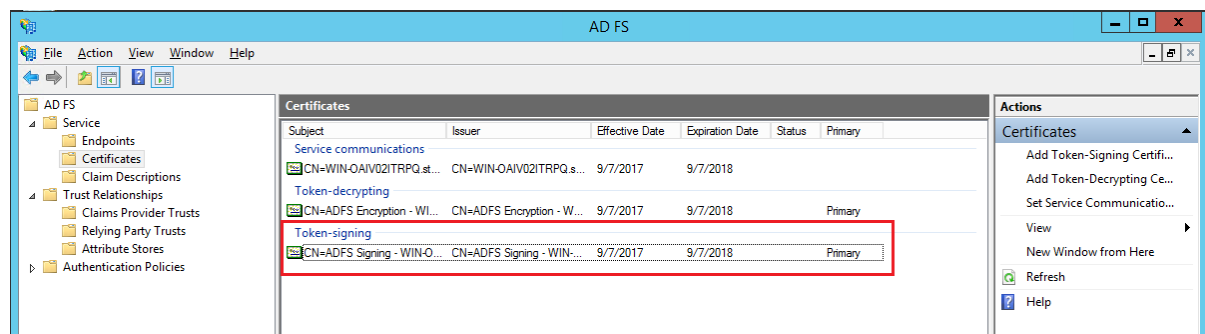 AD FS
File Action View Window Help
AD FS
Service
Endpoints
Certificates
Claim Descriptions
Trust Relationships
Claims Provider Trusts
Relying Party Trusts
Attribute Stores
Authentication Policies
Certificates
Subject Issuer Effective Date Expiration Date Status Primary
Service communications
CN=WIN-OAIV02ITRPQ.st... CN=WIN-OAIV02ITRPQ.s... 9/7/2017 9/7/2018
Token-decrypting
CN=ADFS Encryption - WI... CN=ADFS Encryption - W... 9/7/2017 9/7/2018 Primary
Token-signing
CN=ADFS Signing - WIN-O... CN=ADFS Signing - WIN-... 9/7/2017 9/7/2018 Primary
Actions
Certificates
Add Token-Signing Certifi...
Add Token-Decrypting Ce...
Set Service Communicatio...
View
New Window from Here
Refresh
Help